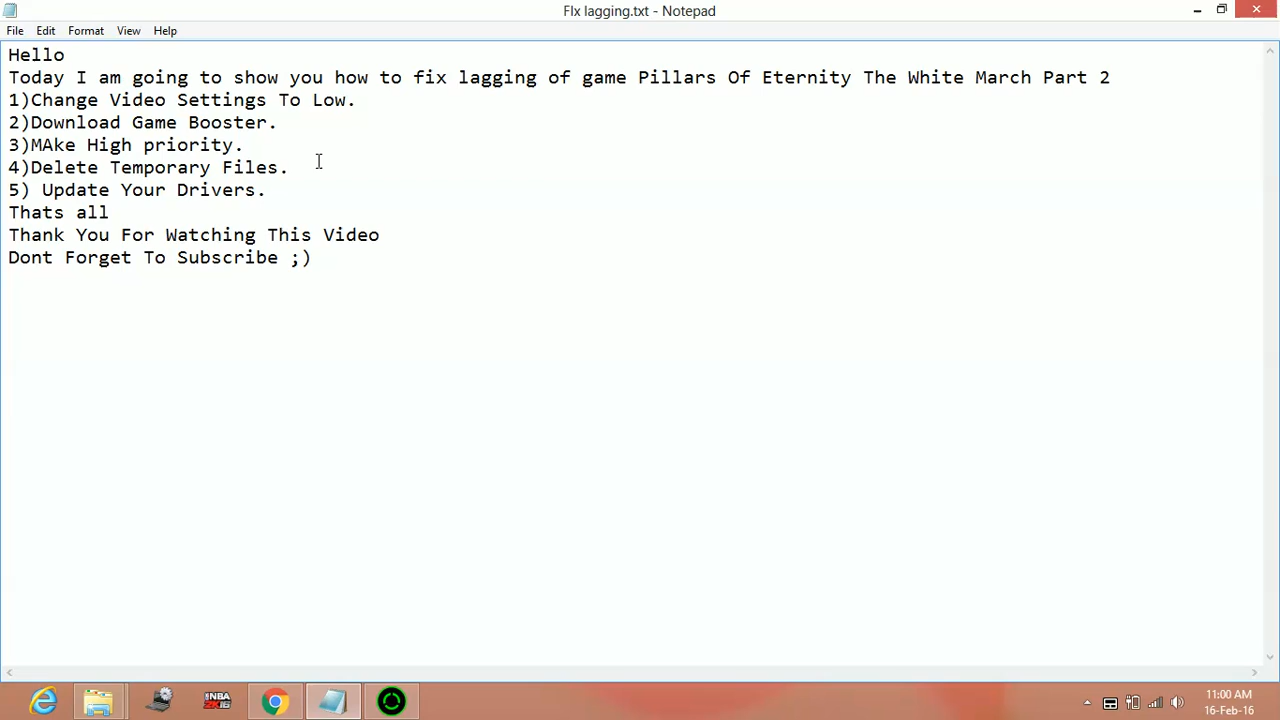 FIx lagging.txt - Notepad
File Edit Format View Help
Hello
Today I am going to show you how to fix lagging of game Pillars Of Eternity The White March Part 2
1)Change Video Settings To Low.
2)Download Game Booster.
3)MAke High priority.
4)Delete Temporary Files.
5) Update Your Drivers.
Thats all
Thank You For Watching This Video
Dont Forget To Subscribe ;)
NBA
2K16
11:00 AM
16-Feb-16